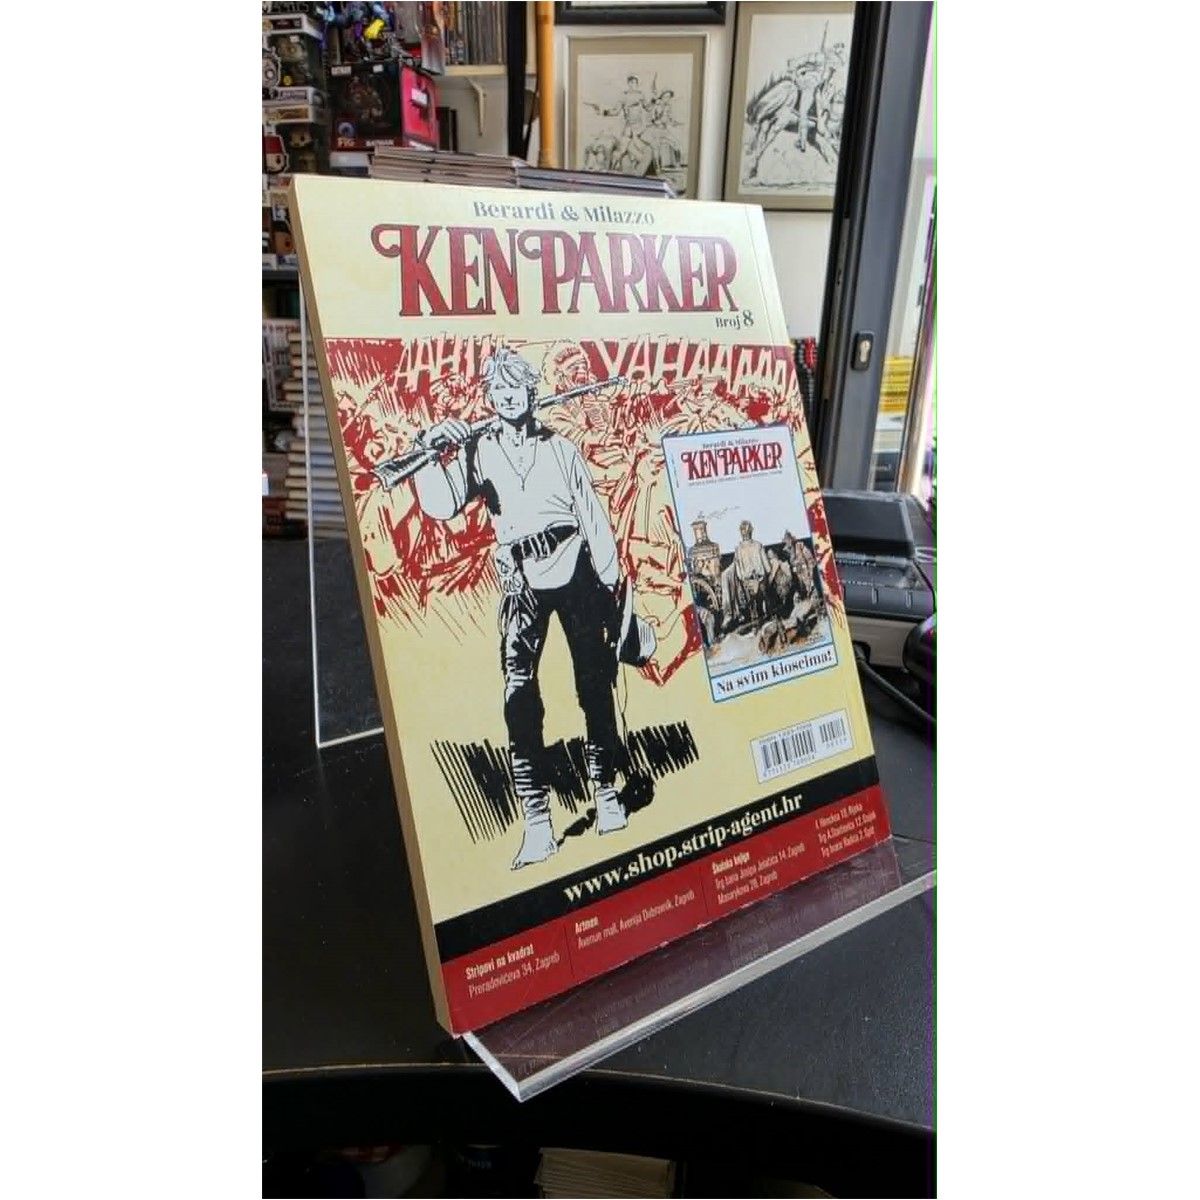 Berardi & Milazzo
KEN PARKER
Broj 8
YAHAAAAAA
Berardi & Milazzo
KEN PARKER
Na svim kioscima!
www.shop.strip-agent.hr
Stripovi na kvadrat
Preradovićeva 34, Zagreb
Artmen
Avenue mall, Avenija Dubrovnik, Zagreb
Školska knjiga
Trg bana Josipa Jelačića 14, Zagreb
Masarykova 28, Zagreb